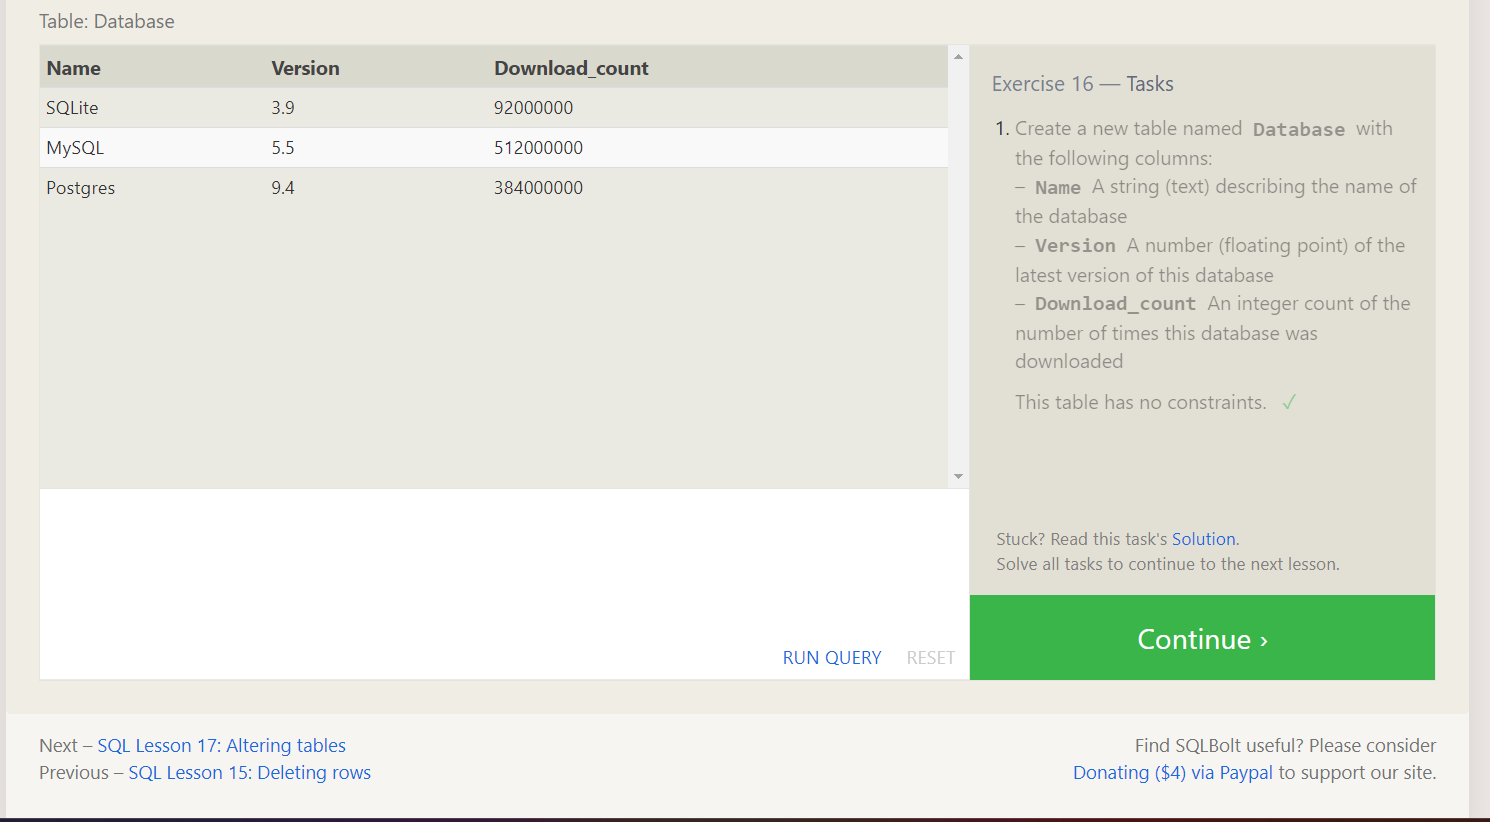 Table: Database
Name Version Download_count
SQLite 3.9 92000000
MySQL 5.5 512000000
Postgres 9.4 384000000
RUN QUERY RESET
Exercise 16 — Tasks
1. Create a new table named Database with
the following columns:
– Name A string (text) describing the name of
the database
– Version A number (floating point) of the
latest version of this database
– Download_count An integer count of the
number of times this database was
downloaded
This table has no constraints. ✓
Stuck? Read this task's Solution.
Solve all tasks to continue to the next lesson.
Continue ›
Next – SQL Lesson 17: Altering tables
Previous – SQL Lesson 15: Deleting rows
Find SQLBolt useful? Please consider
Donating ($4) via Paypal to support our site.